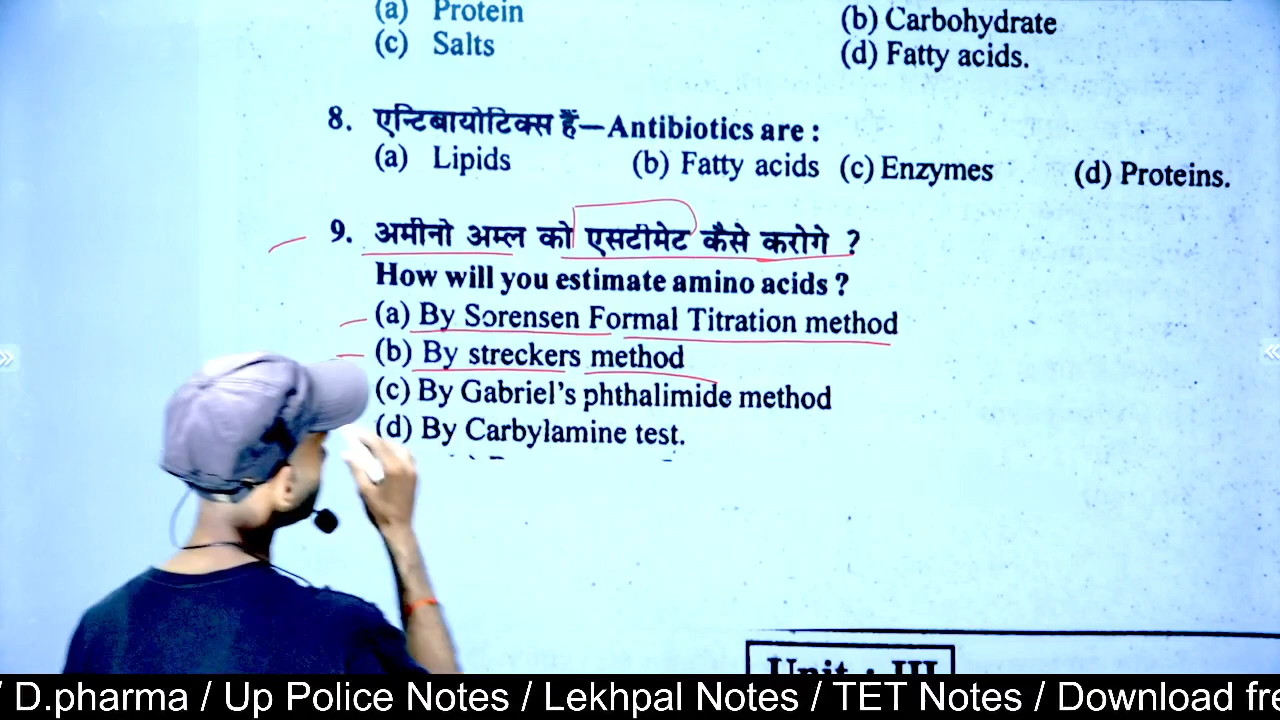 (a) Protein (b) Carbohydrate
(c) Salts (d) Fatty acids.
8. एन्टिबायोटिक्स हैं—Antibiotics are :
(a) Lipids (b) Fatty acids (c) Enzymes (d) Proteins.
9. अमीनो अम्ल को एसटीमेट कैसे करोगे ?
How will you estimate amino acids ?
(a) By Sorensen Formal Titration method
(b) By streckers method
(c) By Gabriel's phthalimide method
(d) By Carbylamine test.
Unit : III
/ D.pharma / Up Police Notes / Lekhpal Notes / TET Notes / Download fre